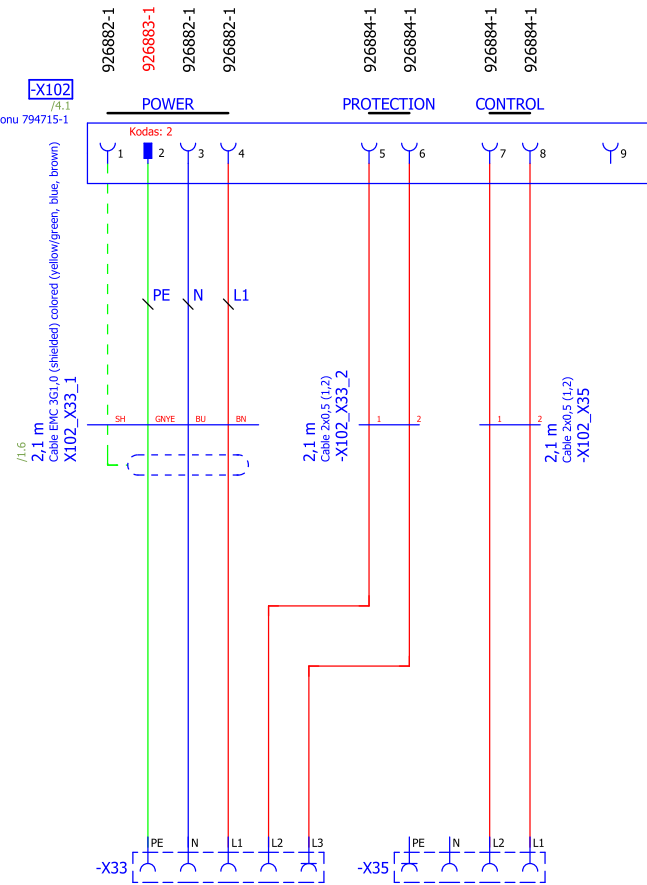 926882-1
926883-1
926882-1
926882-1
926884-1
926884-1
926884-1
926884-1
-X102
/4.1
onu 794715-1
POWER
PROTECTION
CONTROL
Kodas: 2
1
2
3
4
5
6
7
8
9
PE
N
L1
/1.6
2,1 m
Cable EMC 3G1,0 (shielded) colored (yellow/green, blue, brown)
X102_X33_1
SH
GNYE
BU
BN
2,1 m
Cable 2x0,5 (1,2)
-X102_X33_2
1
2
1
2
2,1 m
Cable 2x0,5 (1,2)
-X102_X35
-X33
PE
N
L1
L2
L3
-X35
PE
N
L2
L1